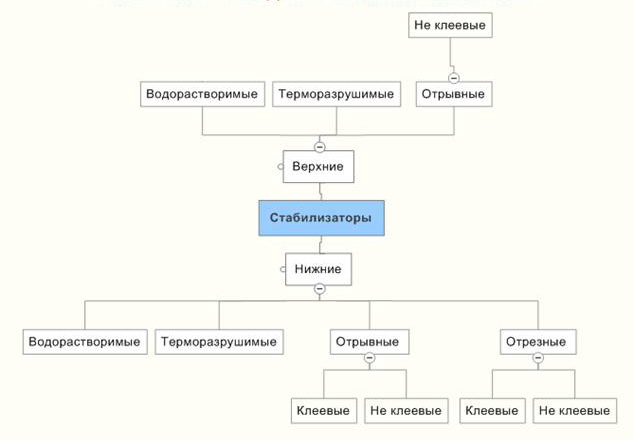 Не клеевые
Водорастворимые Терморазрушимые Отрывные
Верхние
Стабилизаторы
Нижние
Водорастворимые Терморазрушимые Отрывные Отрезные
Клеевые Не клеевые Клеевые Не клеевые